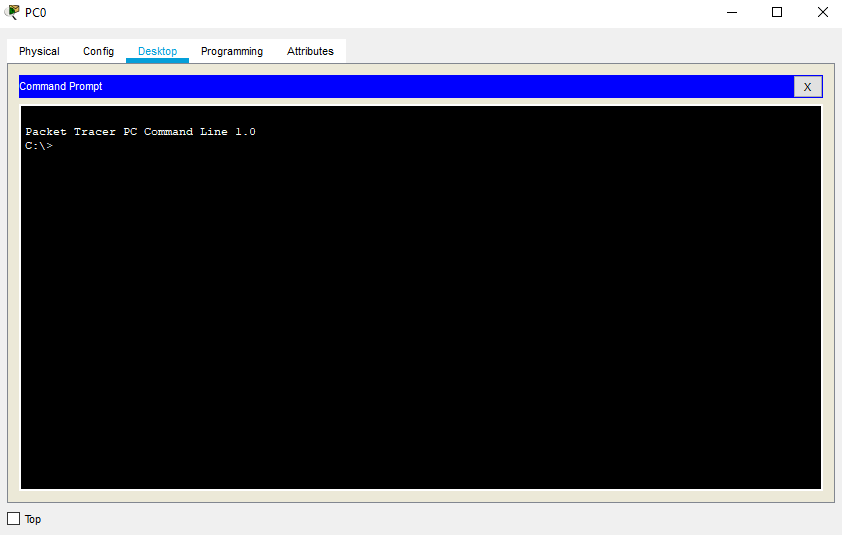 PC0
Physical Config Desktop Programming Attributes
Command Prompt X
Packet Tracer PC Command Line 1.0
C:\>
Top